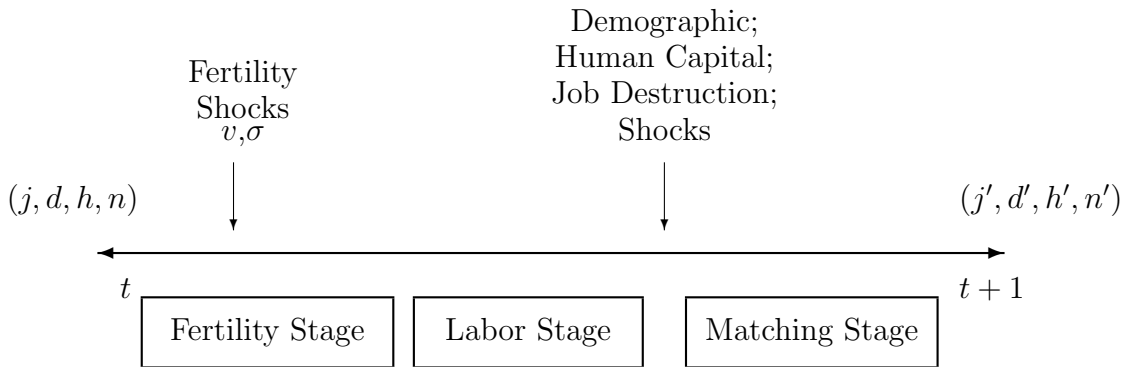 Demographic;
Human Capital;
Job Destruction;
Shocks
Fertility
Shocks
v,σ
(j, d, h, n)
(j′, d′, h′, n′)
t
t + 1
Fertility Stage
Labor Stage
Matching Stage